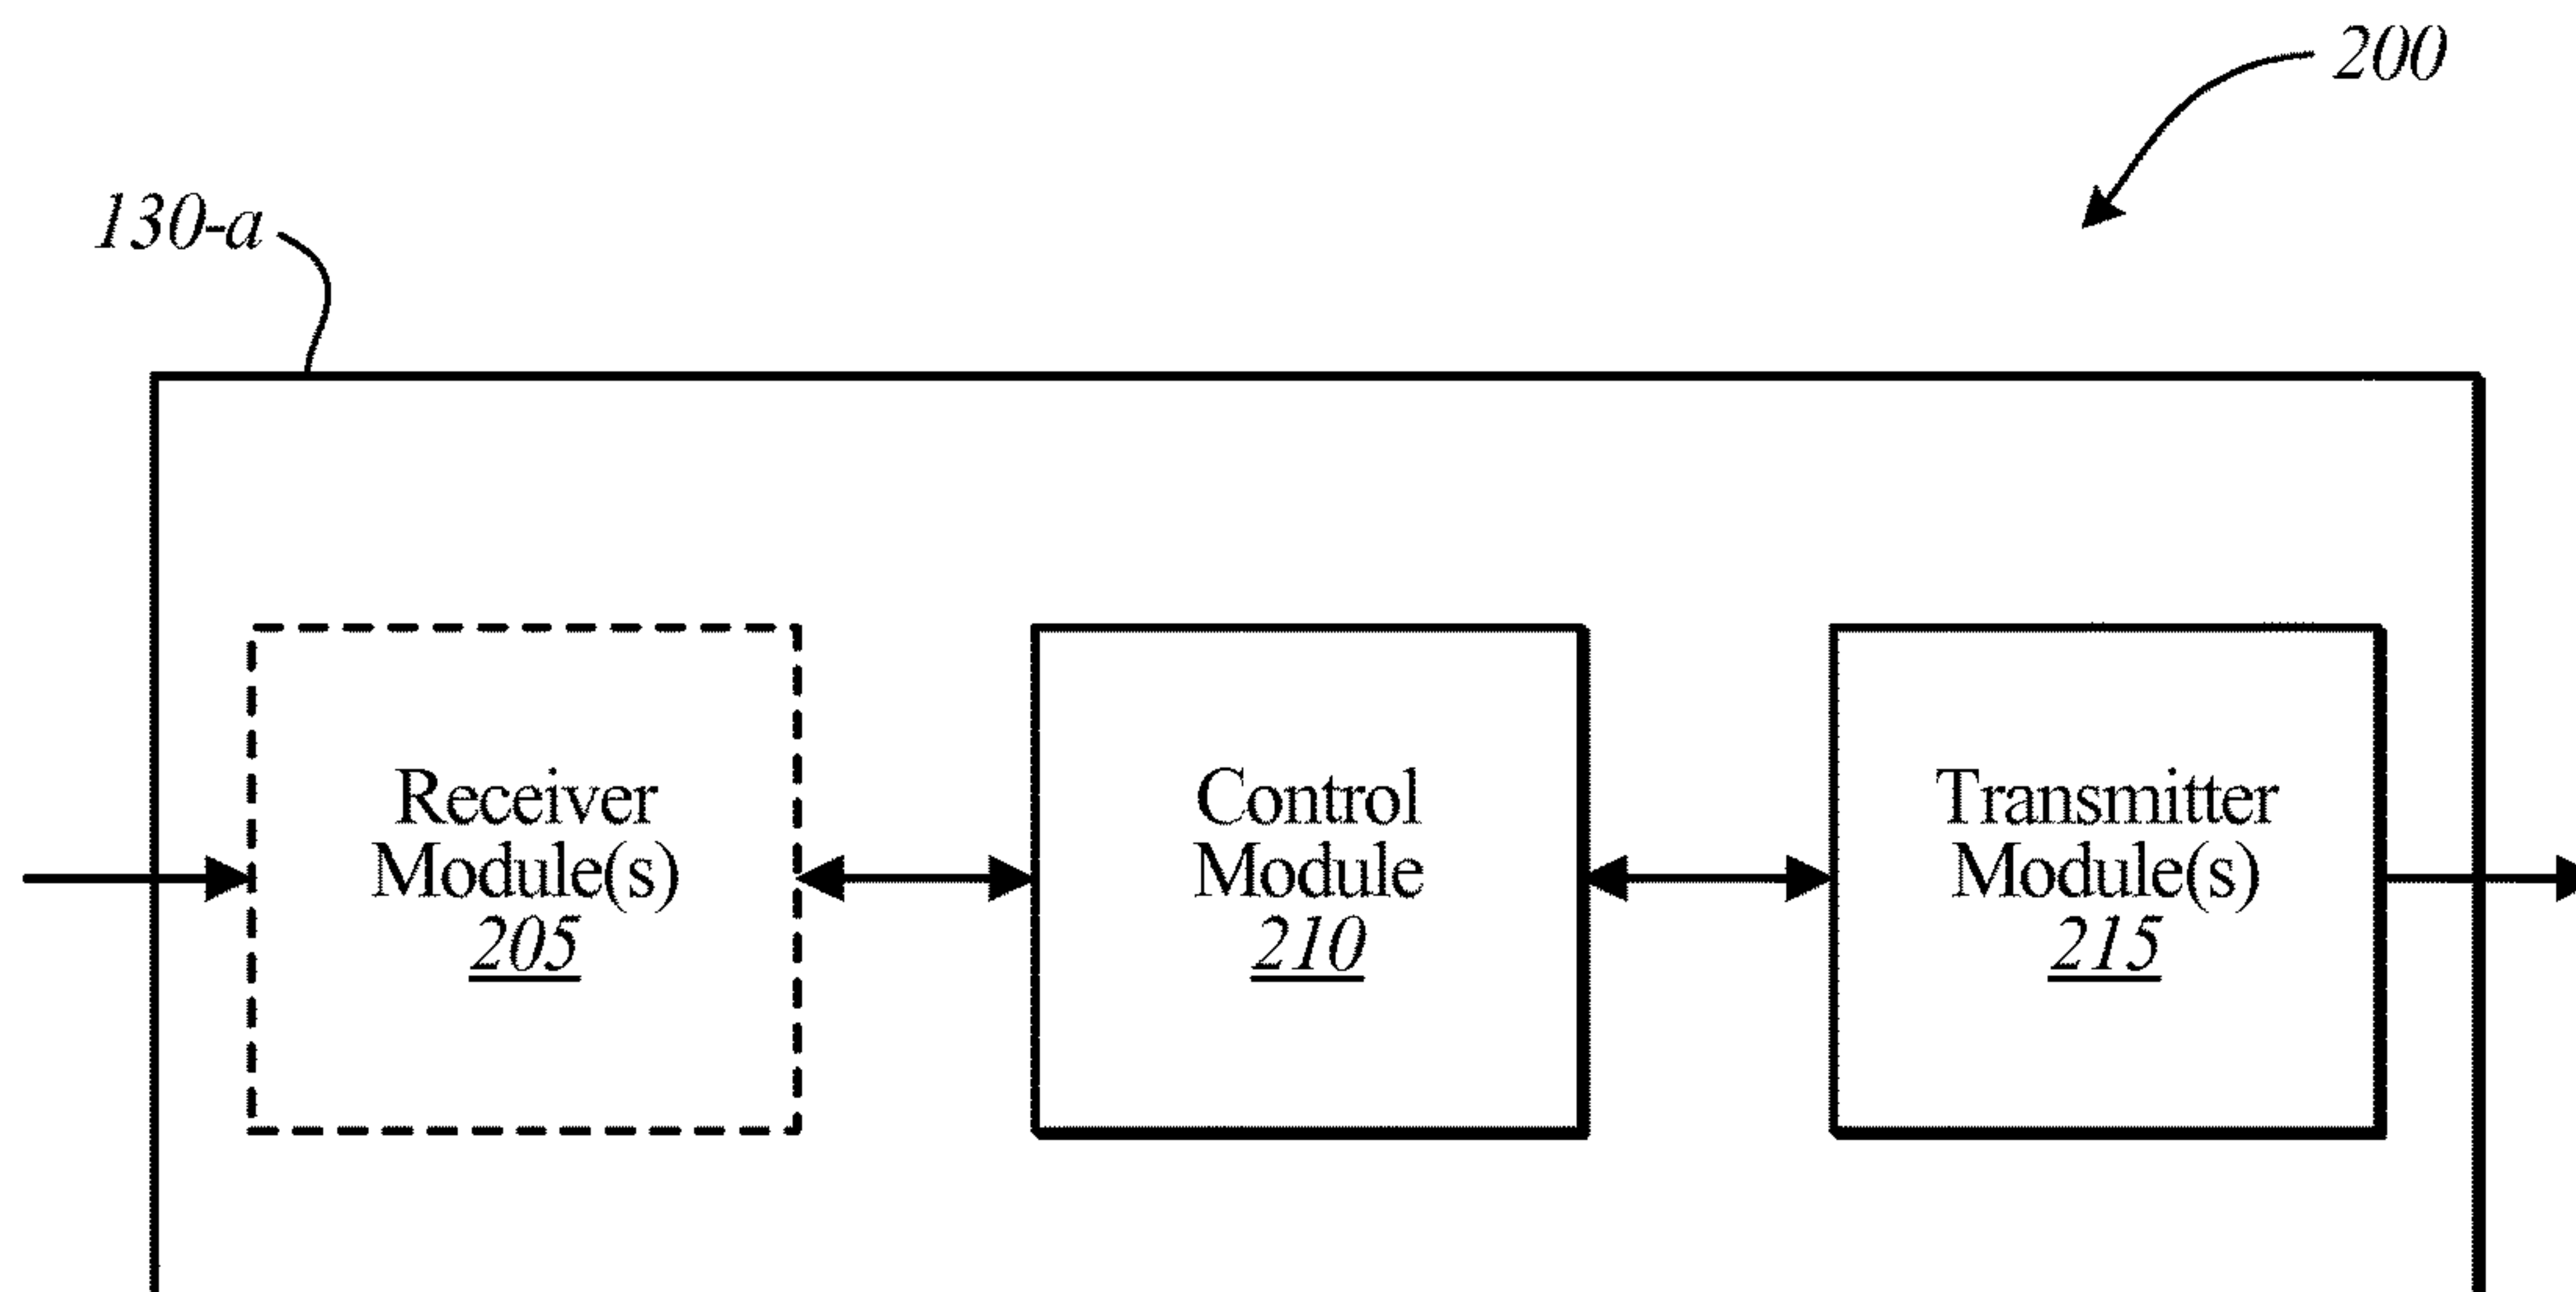 200
130-a
Receiver
Module(s)
205
Control
Module
210
Transmitter
Module(s)
215